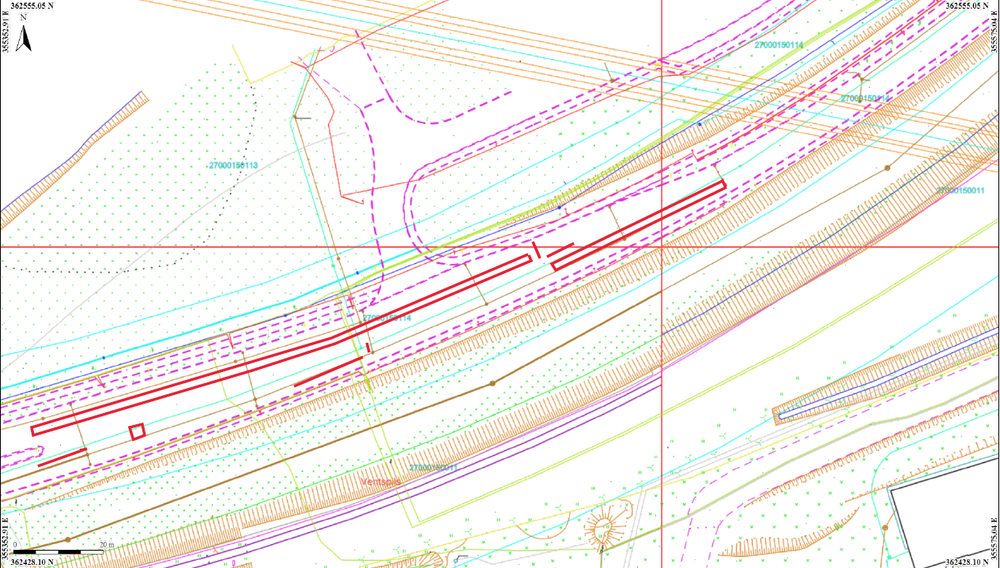 362555.05 N
362555.05 N
355352.91 E
355575.04 E
N
27000150114
27000150114
27000150113
27000150011
27000150114
27000150011
Ventspils
355352.91 E
355575.04 E
0
20 m
362428.10 N
362428.10 N